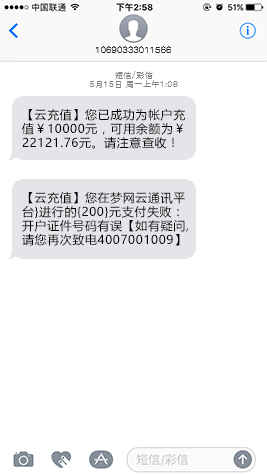 中国联通
下午2:58
51%
10690333011566
短信/彩信
5月15日 周一上午1:08
【云充值】您已成功为帐户充
值￥10000元，可用余额为￥
22121.76元。请注意查收！
【云充值】您在梦网云通讯平
台}进行的{200}元支付失败：
开户证件号码有误【如有疑问,
请您再次致电4007001009】
短信/彩信